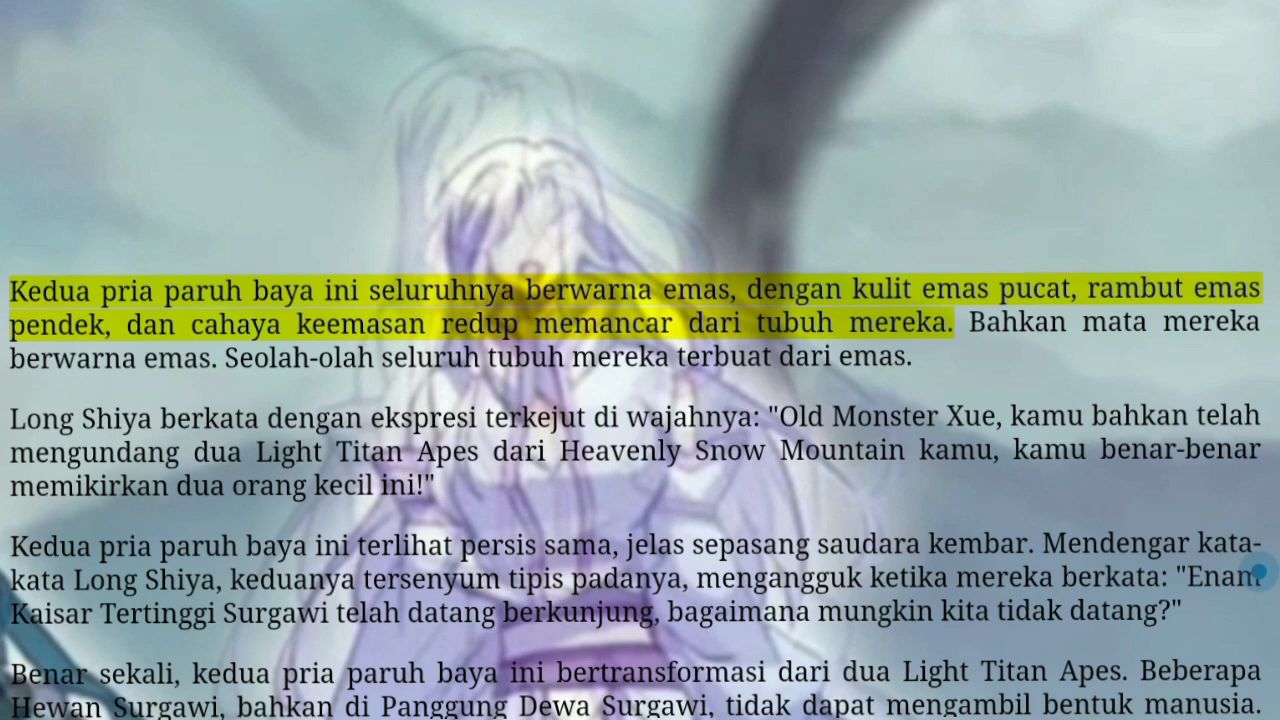 Kedua pria paruh baya ini seluruhnya berwarna emas, dengan kulit emas pucat, rambut emas
pendek, dan cahaya keemasan redup memancar dari tubuh mereka. Bahkan mata mereka
berwarna emas. Seolah-olah seluruh tubuh mereka terbuat dari emas.
Long Shiya berkata dengan ekspresi terkejut di wajahnya: "Old Monster Xue, kamu bahkan telah
mengundang dua Light Titan Apes dari Heavenly Snow Mountain kamu, kamu benar-benar
memikirkan dua orang kecil ini!"
Kedua pria paruh baya ini terlihat persis sama, jelas sepasang saudara kembar. Mendengar kata-
kata Long Shiya, keduanya tersenyum tipis padanya, mengangguk ketika mereka berkata: "Enam
Kaisar Tertinggi Surgawi telah datang berkunjung, bagaimana mungkin kita tidak datang?"
Benar sekali, kedua pria paruh baya ini bertransformasi dari dua Light Titan Apes. Beberapa
Hewan Surgawi, bahkan di Panggung Dewa Surgawi, tidak dapat mengambil bentuk manusia.